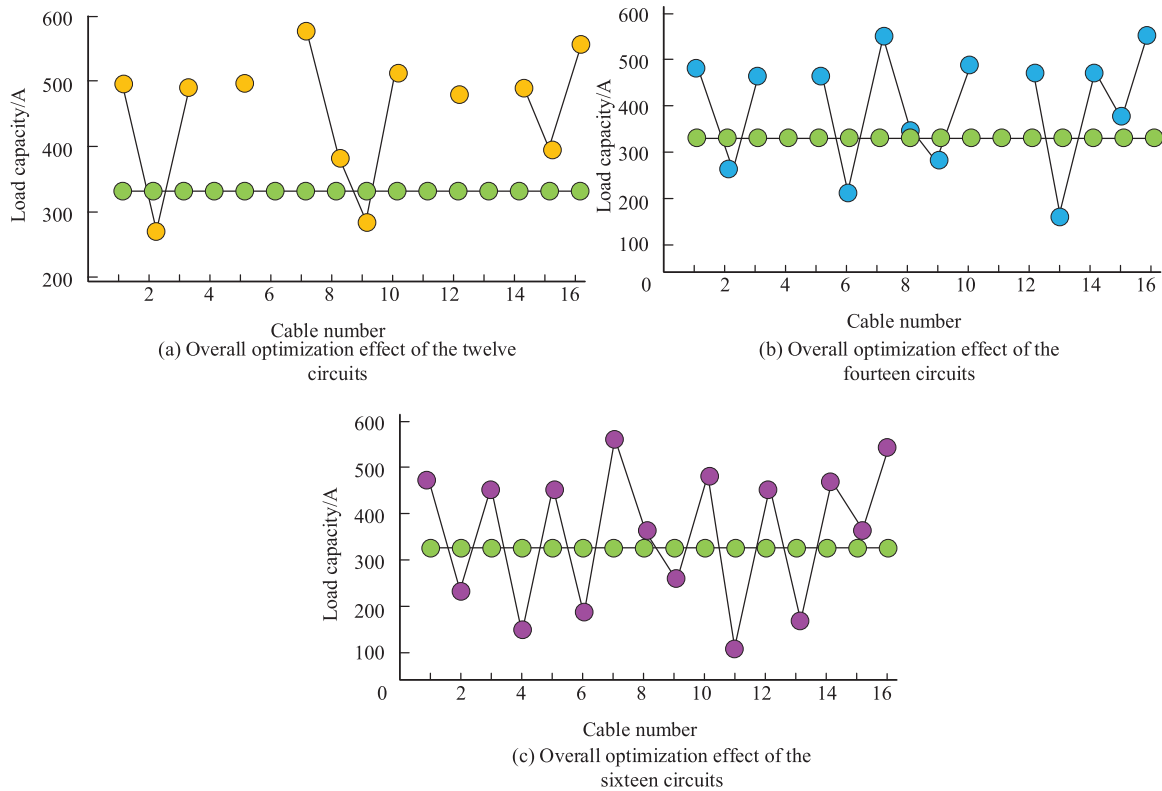 600
500
400
300
200
Load capacity/A
2 4 6 8 10 12 14 16
Cable number
(a) Overall optimization effect of the twelve
circuits
600
500
400
300
200
100
0
Load capacity/A
2 4 6 8 10 12 14 16
Cable number
(b) Overall optimization effect of the
fourteen circuits
600
500
400
300
200
100
0
Load capacity/A
2 4 6 8 10 12 14 16
Cable number
(c) Overall optimization effect of the
sixteen circuits